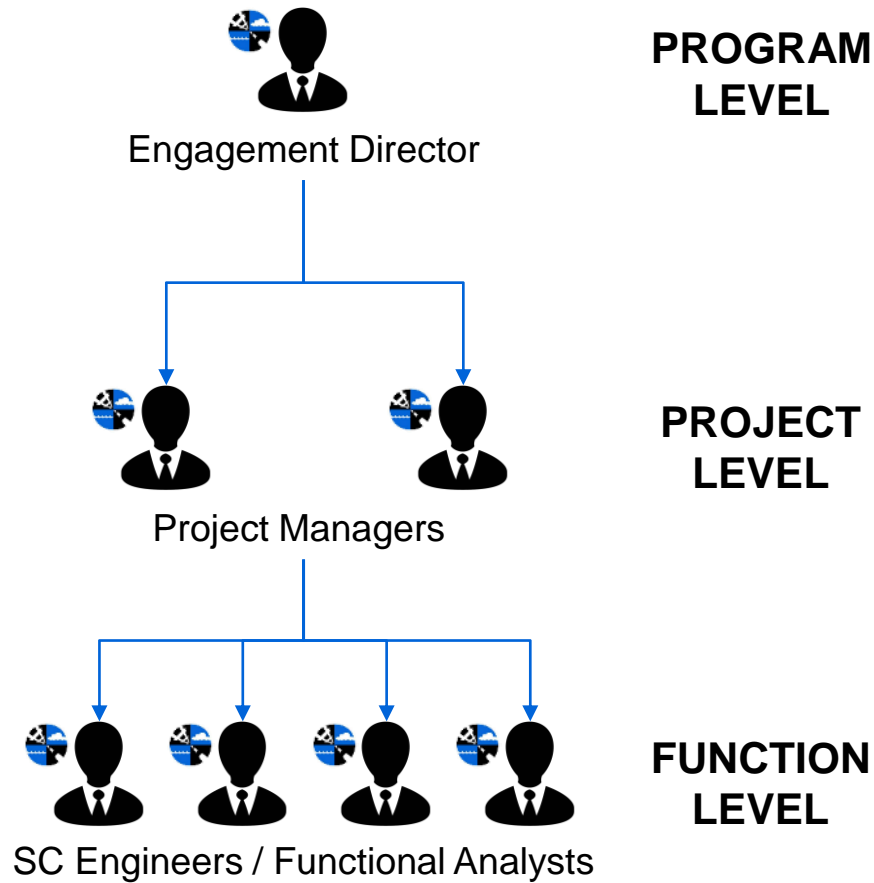 PROGRAM
LEVEL
Engagement Director
PROJECT
LEVEL
Project Managers
FUNCTION
LEVEL
SC Engineers / Functional Analysts